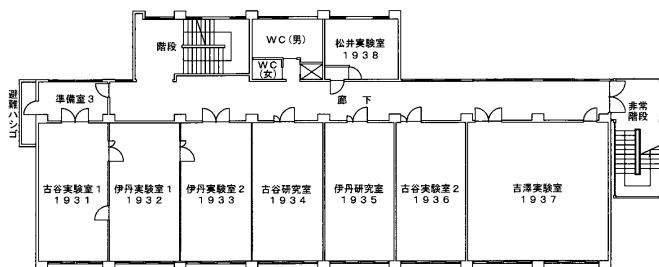 階段
WC(男)
WC
(女)
松井実験室
1938
避難ハシゴ
準備室3
廊下
非常
階段
古谷実験室1
1931
伊丹実験室1
1932
伊丹実験室2
1933
古谷研究室
1934
伊丹研究室
1935
古谷実験室2
1936
吉澤実験室
1937